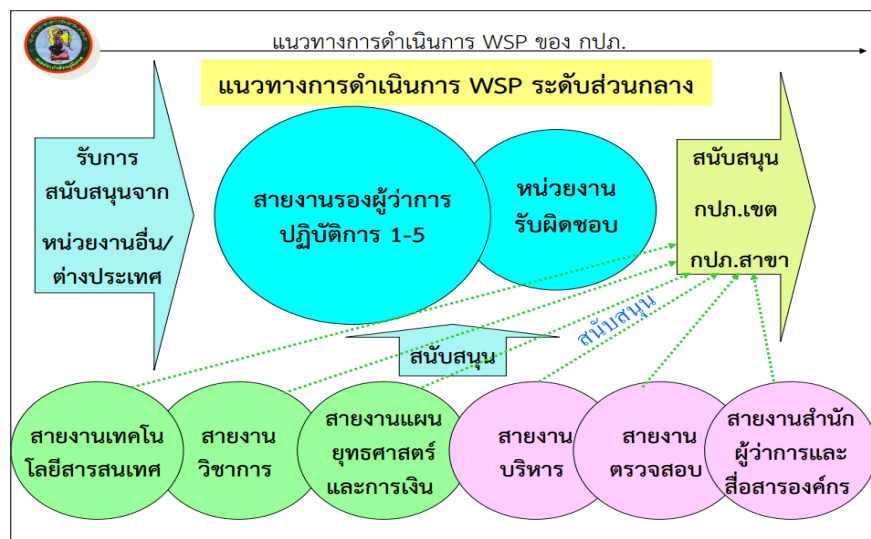 แนวทางการดำเนินการ WSP ของ กปภ.
แนวทางการดำเนินการ WSP ระดับส่วนกลาง
รับการ
สนับสนุนจาก
หน่วยงานอื่น/
ต่างประเทศ
สายงานรองผู้ว่าการ
ปฏิบัติการ 1-5
หน่วยงาน
รับผิดชอบ
สนับสนุน
กปภ.เขต
กปภ.สาขา
สนับสนุน
สนับสนุน
สายงานเทคโน
โลยีสารสนเทศ
สายงาน
วิชาการ
สายงานแผน
ยุทธศาสตร์
และการเงิน
สายงาน
บริหาร
สายงาน
ตรวจสอบ
สายงานสำนัก
ผู้ว่าการและ
สื่อสารองค์กร